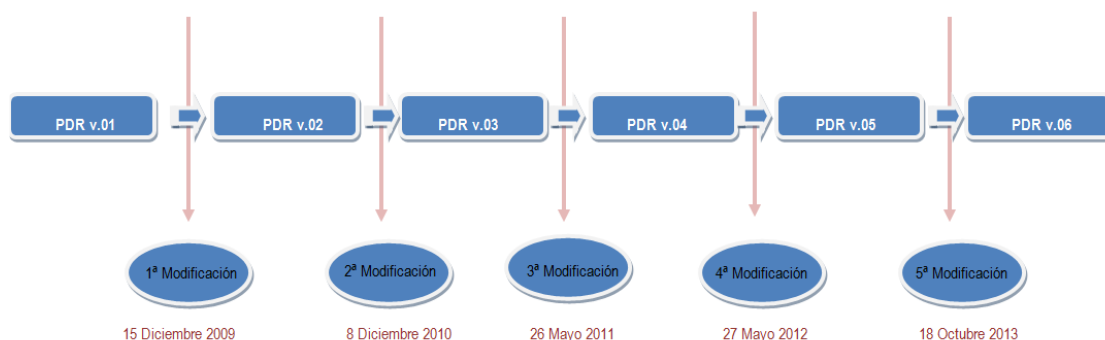 PDR v.01
PDR v.02
PDR v.03
PDR v.04
PDR v.05
PDR v.06
1ª Modificación
2ª Modificación
3ª Modificación
4ª Modificación
5ª Modificación
15 Diciembre 2009
8 Diciembre 2010
26 Mayo 2011
27 Mayo 2012
18 Octubre 2013